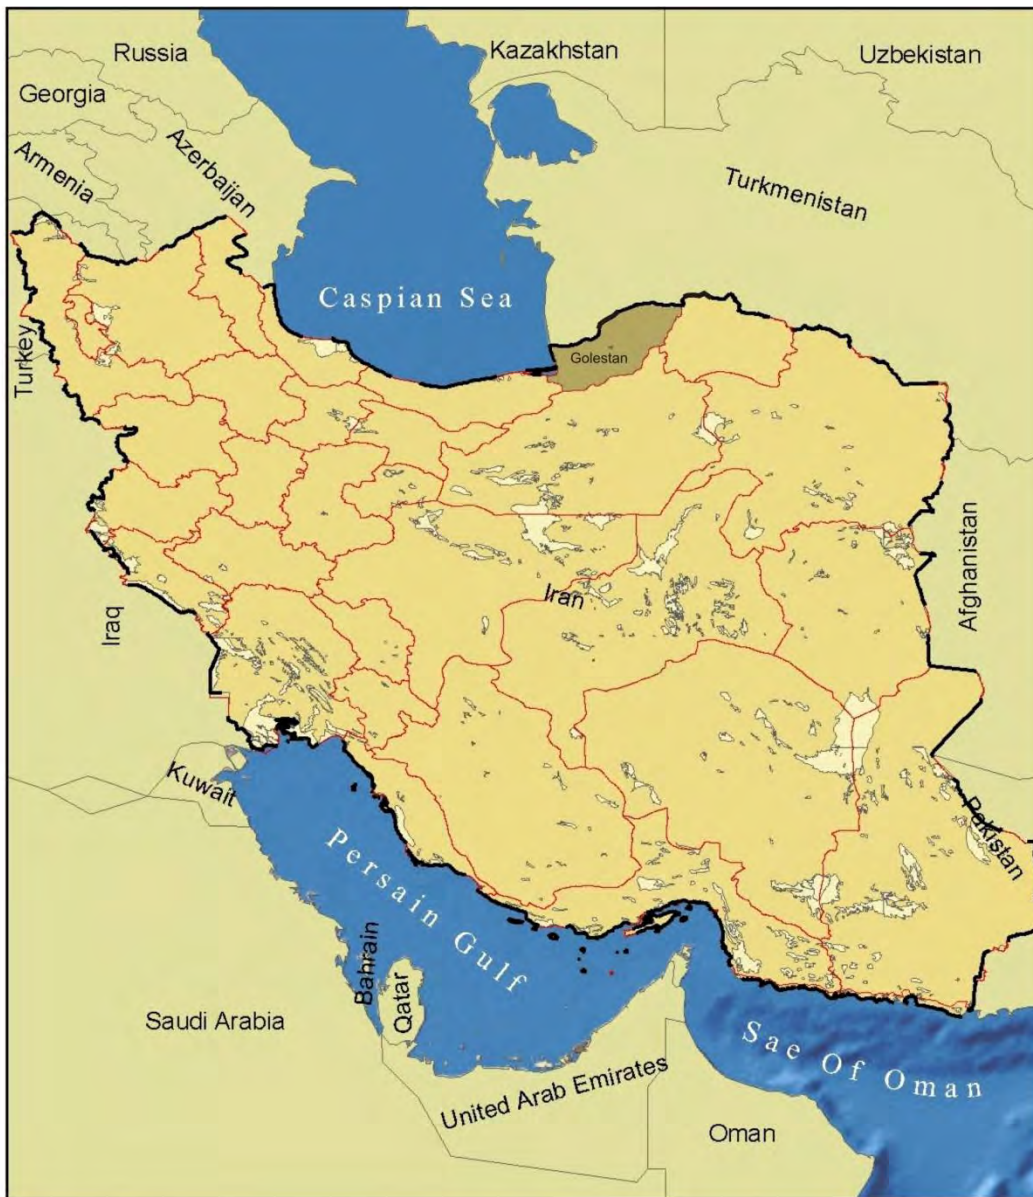 Russia
Kazakhstan
Uzbekistan
Georgia
Azerbaijan
Armenia
Turkmenistan
Caspian Sea
Turkey
Golestan
Afghanistan
Iran
Iraq
Kuwait
Pakistan
Persain Gulf
Bahrain
Qatar
Saudi Arabia
Sae Of Oman
United Arab Emirates
Oman